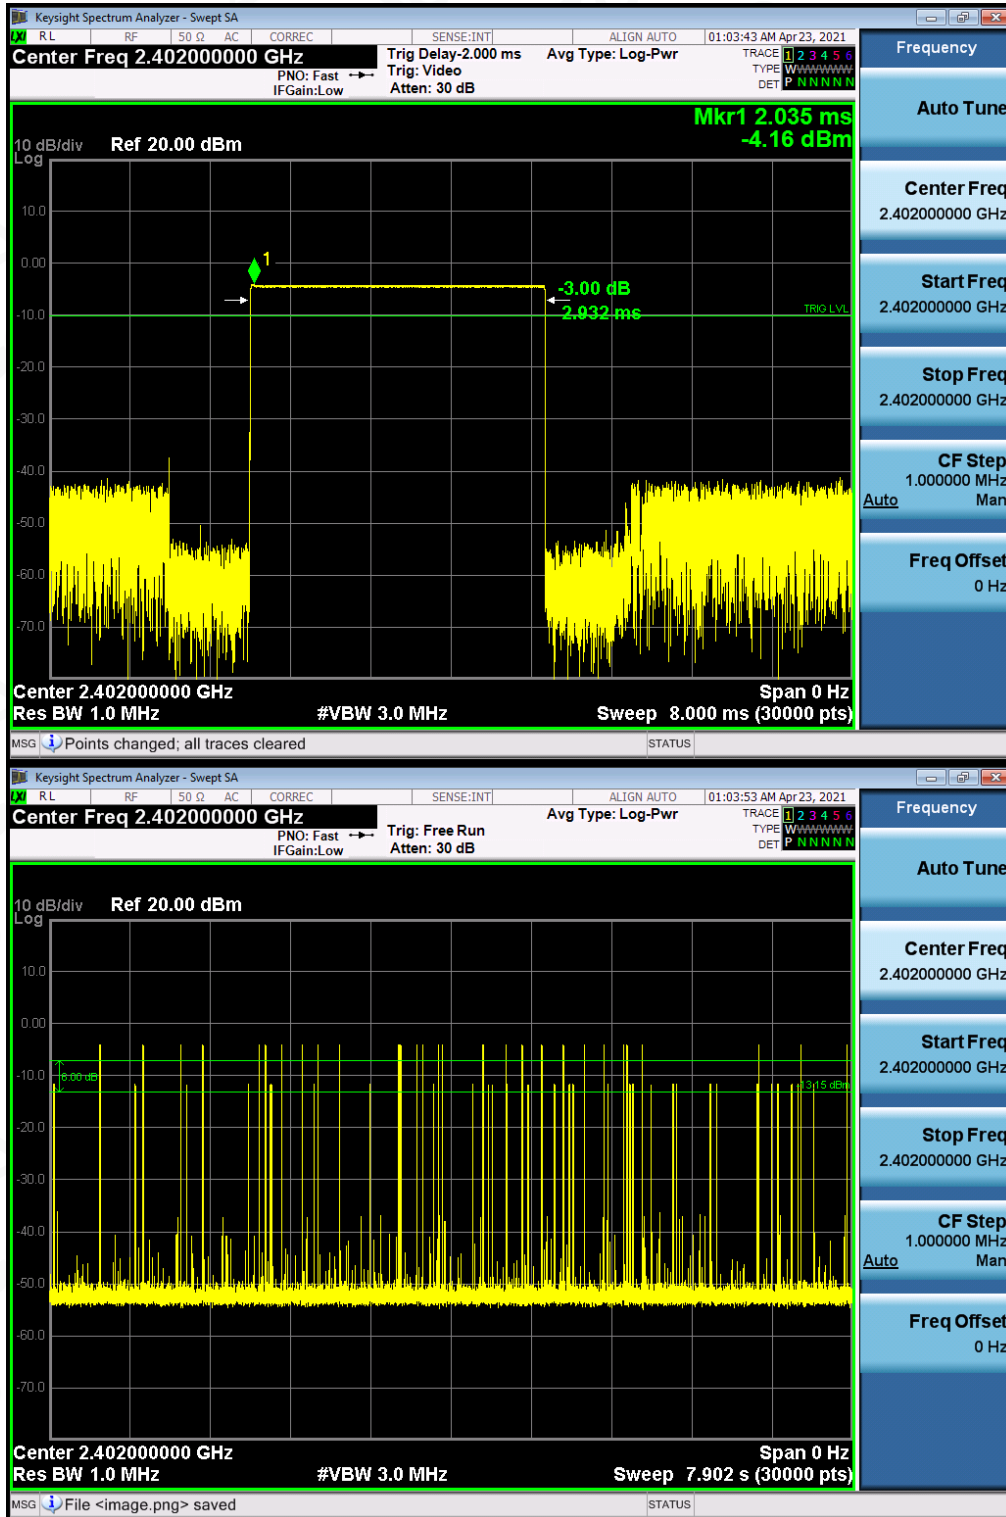 Keysight Spectrum Analyzer - Swept SA
LXI RL RF 50 Ω AC CORREC SENSE:INT ALIGN AUTO 01:03:43 AM Apr 23, 2021
Center Freq 2.402000000 GHz Trig Delay-2.000 ms Avg Type: Log-Pwr TRACE 1 2 3 4 5 6
PNO: Fast Trig: Video TYPE WWWWWW
IFGain:Low Atten: 30 dB DET P N N N N N
Mkr1 2.035 ms
-4.16 dBm
10 dB/div Ref 20.00 dBm
Log
10.0
0.00
1
-3.00 dB
2.932 ms
-10.0
TRIG LVL
-20.0
-30.0
-40.0
-50.0
-60.0
-70.0
Center 2.402000000 GHz Span 0 Hz
Res BW 1.0 MHz #VBW 3.0 MHz Sweep 8.000 ms (30000 pts)
MSG Points changed; all traces cleared STATUS
Frequency
Auto Tune
Center Freq
2.402000000 GHz
Start Freq
2.402000000 GHz
Stop Freq
2.402000000 GHz
CF Step
1.000000 MHz
Auto Man
Freq Offset
0 Hz
Keysight Spectrum Analyzer - Swept SA
LXI RL RF 50 Ω AC CORREC SENSE:INT ALIGN AUTO 01:03:53 AM Apr 23, 2021
Center Freq 2.402000000 GHz Avg Type: Log-Pwr TRACE 1 2 3 4 5 6
PNO: Fast Trig: Free Run TYPE WWWWWW
IFGain:Low Atten: 30 dB DET P N N N N N
10 dB/div Ref 20.00 dBm
Log
10.0
0.00
-10.0
6.00 dB
-13.15 dBm
-20.0
-30.0
-40.0
-50.0
-60.0
-70.0
Center 2.402000000 GHz Span 0 Hz
Res BW 1.0 MHz #VBW 3.0 MHz Sweep 7.902 s (30000 pts)
MSG File <image.png> saved STATUS
Frequency
Auto Tune
Center Freq
2.402000000 GHz
Start Freq
2.402000000 GHz
Stop Freq
2.402000000 GHz
CF Step
1.000000 MHz
Auto Man
Freq Offset
0 Hz